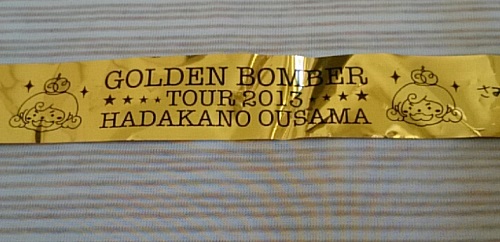 GOLDEN BOMBER
★★★★ TOUR 2013 ★★★★
HADAKANO OUSAMA